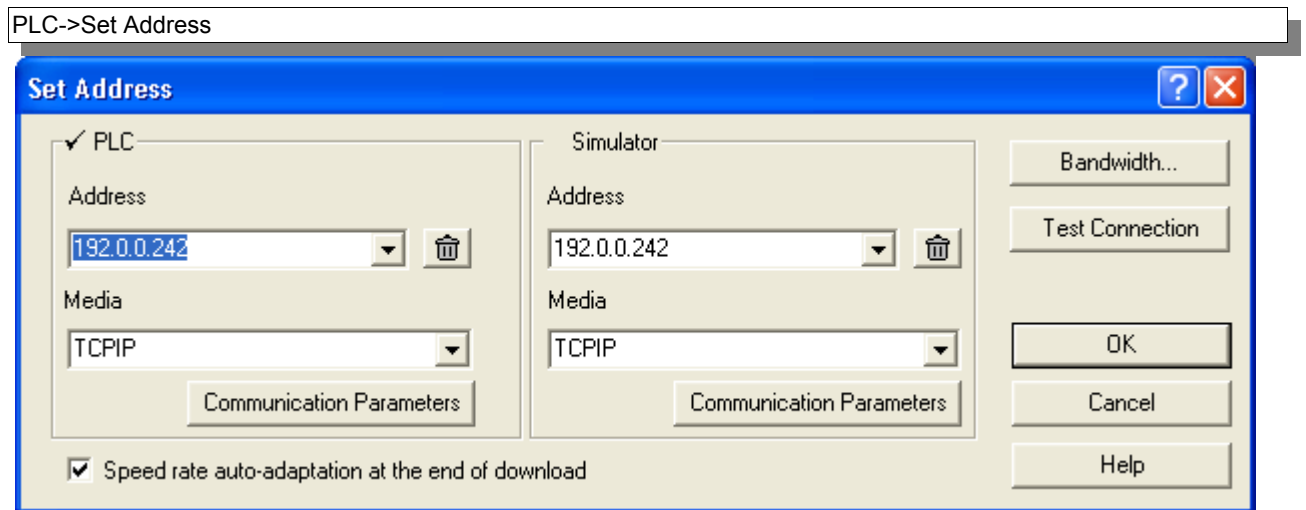 PLC->Set Address
Set Address
PLC
Address
192.0.0.242
Media
TCPIP
Communication Parameters
Simulator
Address
192.0.0.242
Media
TCPIP
Communication Parameters
Speed rate auto-adaptation at the end of download
Bandwidth...
Test Connection
OK
Cancel
Help